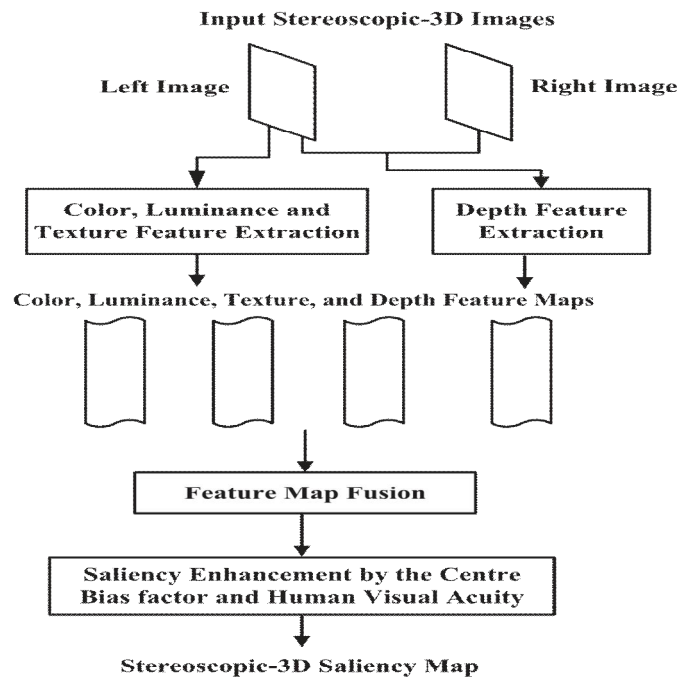 Input Stereoscopic-3D Images
Left Image
Right Image
Color, Luminance and
Texture Feature Extraction
Depth Feature
Extraction
Color, Luminance, Texture, and Depth Feature Maps
Feature Map Fusion
Saliency Enhancement by the Centre
Bias factor and Human Visual Acuity
Stereoscopic-3D Saliency Map